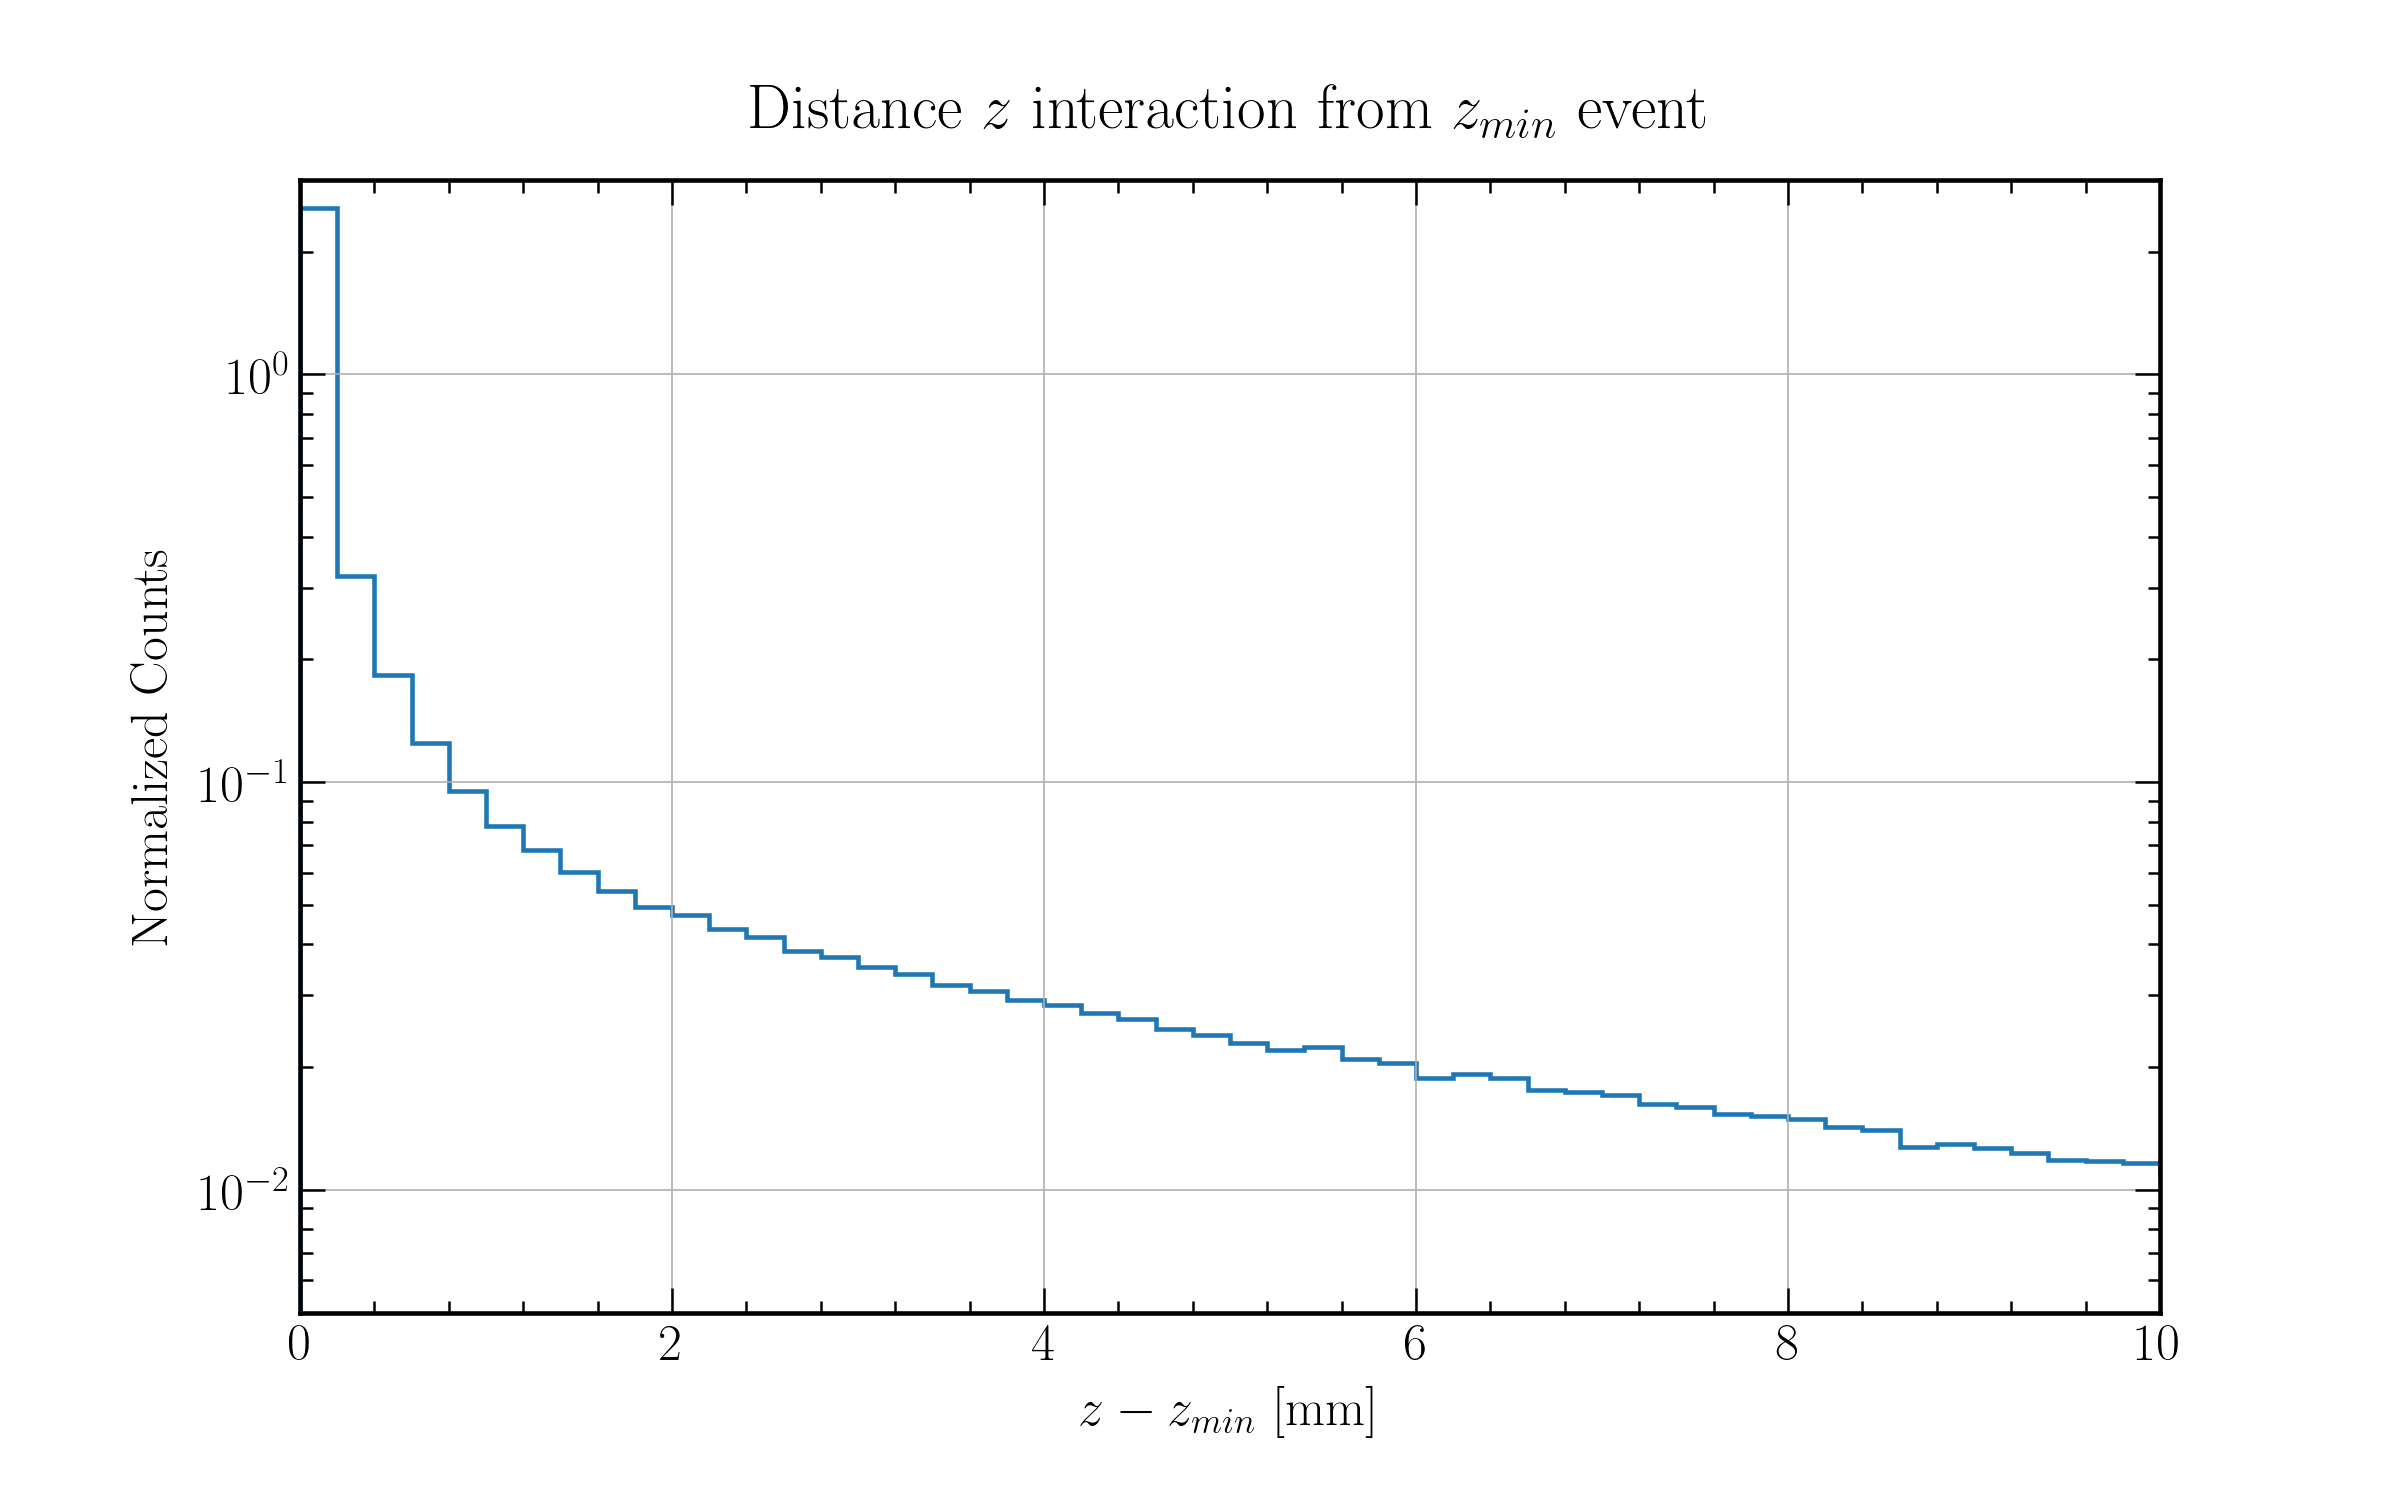 Distance z interaction from z_min event
Normalized Counts
10^0
10^−1
10^−2
0 2 4 6 8 10
z − z_min [mm]